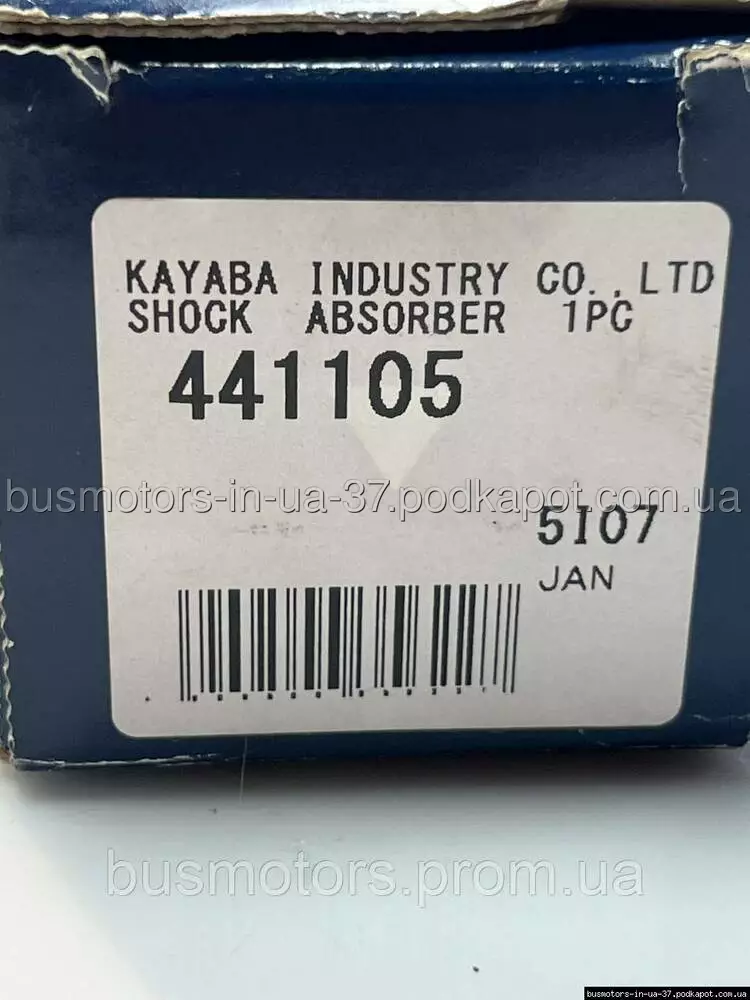 KAYABA INDUSTRY CO.,LTD
SHOCK ABSORBER 1PC
441105
busmotors-in-ua-37.podkapot.com.ua
5I07
JAN
busmotors.prom.ua
busmotors-in-ua-37.podkapot.com.ua